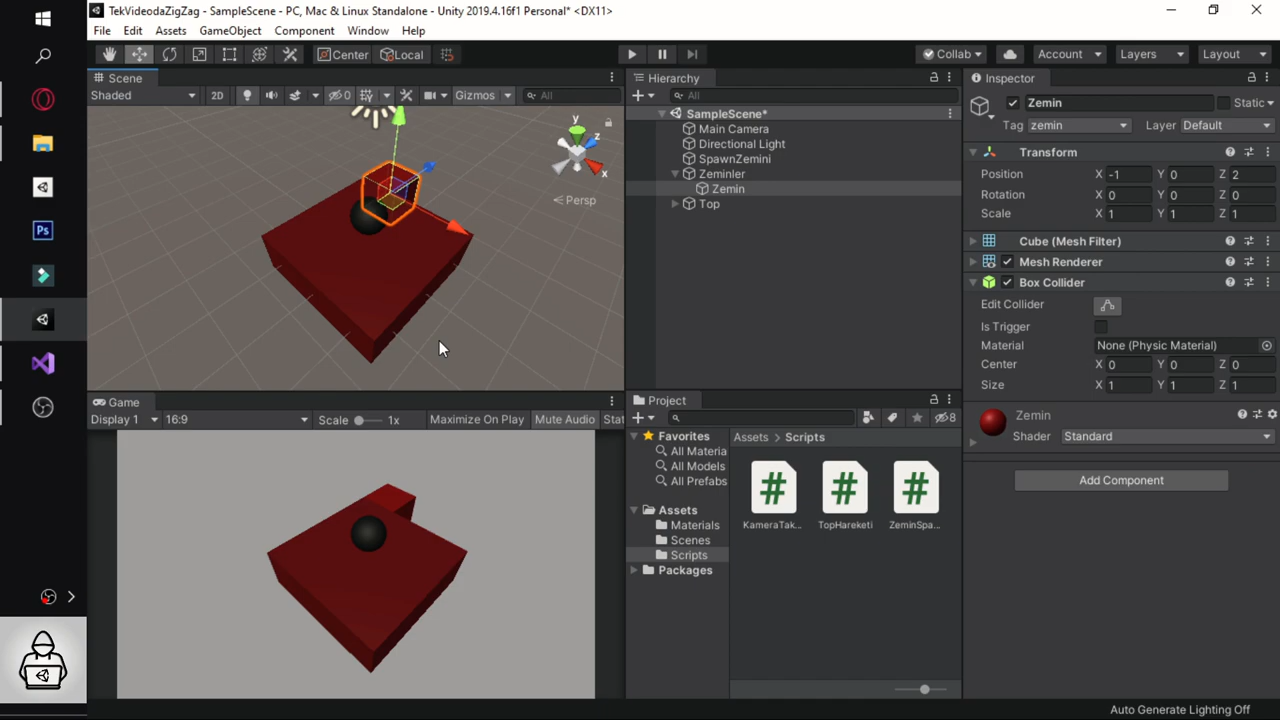 TekVideodaZigZag - SampleScene - PC, Mac & Linux Standalone - Unity 2019.4.16f1 Personal* <DX11>
File Edit Assets GameObject Component Window Help
Center Local Collab Account Layers Layout
Scene
Shaded 2D 0 Gizmos All
y
z
x
Persp
Hierarchy
All
SampleScene*
Main Camera
Directional Light
SpawnZemini
Zeminler
Zemin
Top
Inspector
Zemin Static
Tag zemin Layer Default
Transform
Position X -1 Y 0 Z 2
Rotation X 0 Y 0 Z 0
Scale X 1 Y 1 Z 1
Cube (Mesh Filter)
Mesh Renderer
Box Collider
Edit Collider
Is Trigger
Material None (Physic Material)
Center X 0 Y 0 Z 0
Size X 1 Y 1 Z 1
Zemin
Shader Standard
Add Component
Game
Display 1 16:9 Scale 1x Maximize On Play Mute Audio Stat
Project
8
Favorites
All Materia
All Models
All Prefabs
Assets
Materials
Scenes
Scripts
Packages
Assets > Scripts
# # #
KameraTak... TopHareketi ZeminSpa...
Ps
Auto Generate Lighting Off